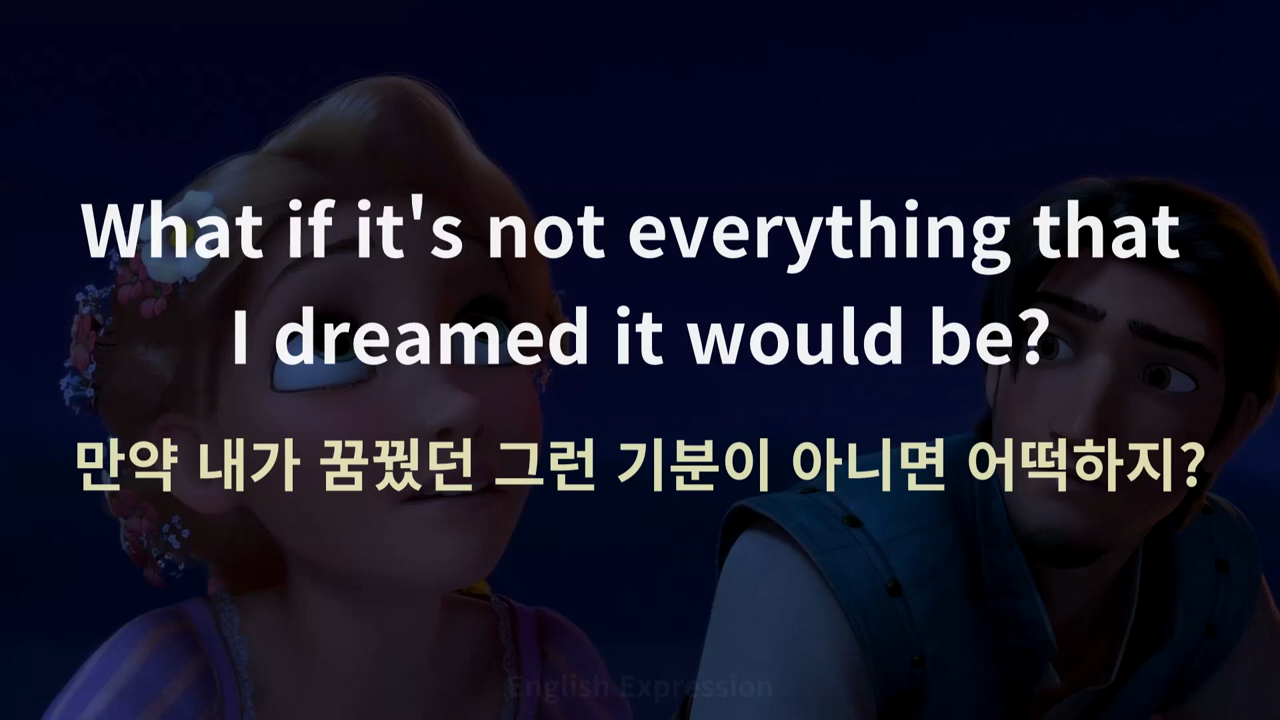 What if it's not everything that
I dreamed it would be?
만약 내가 꿈꿨던 그런 기분이 아니면 어떡하지?
English Expression